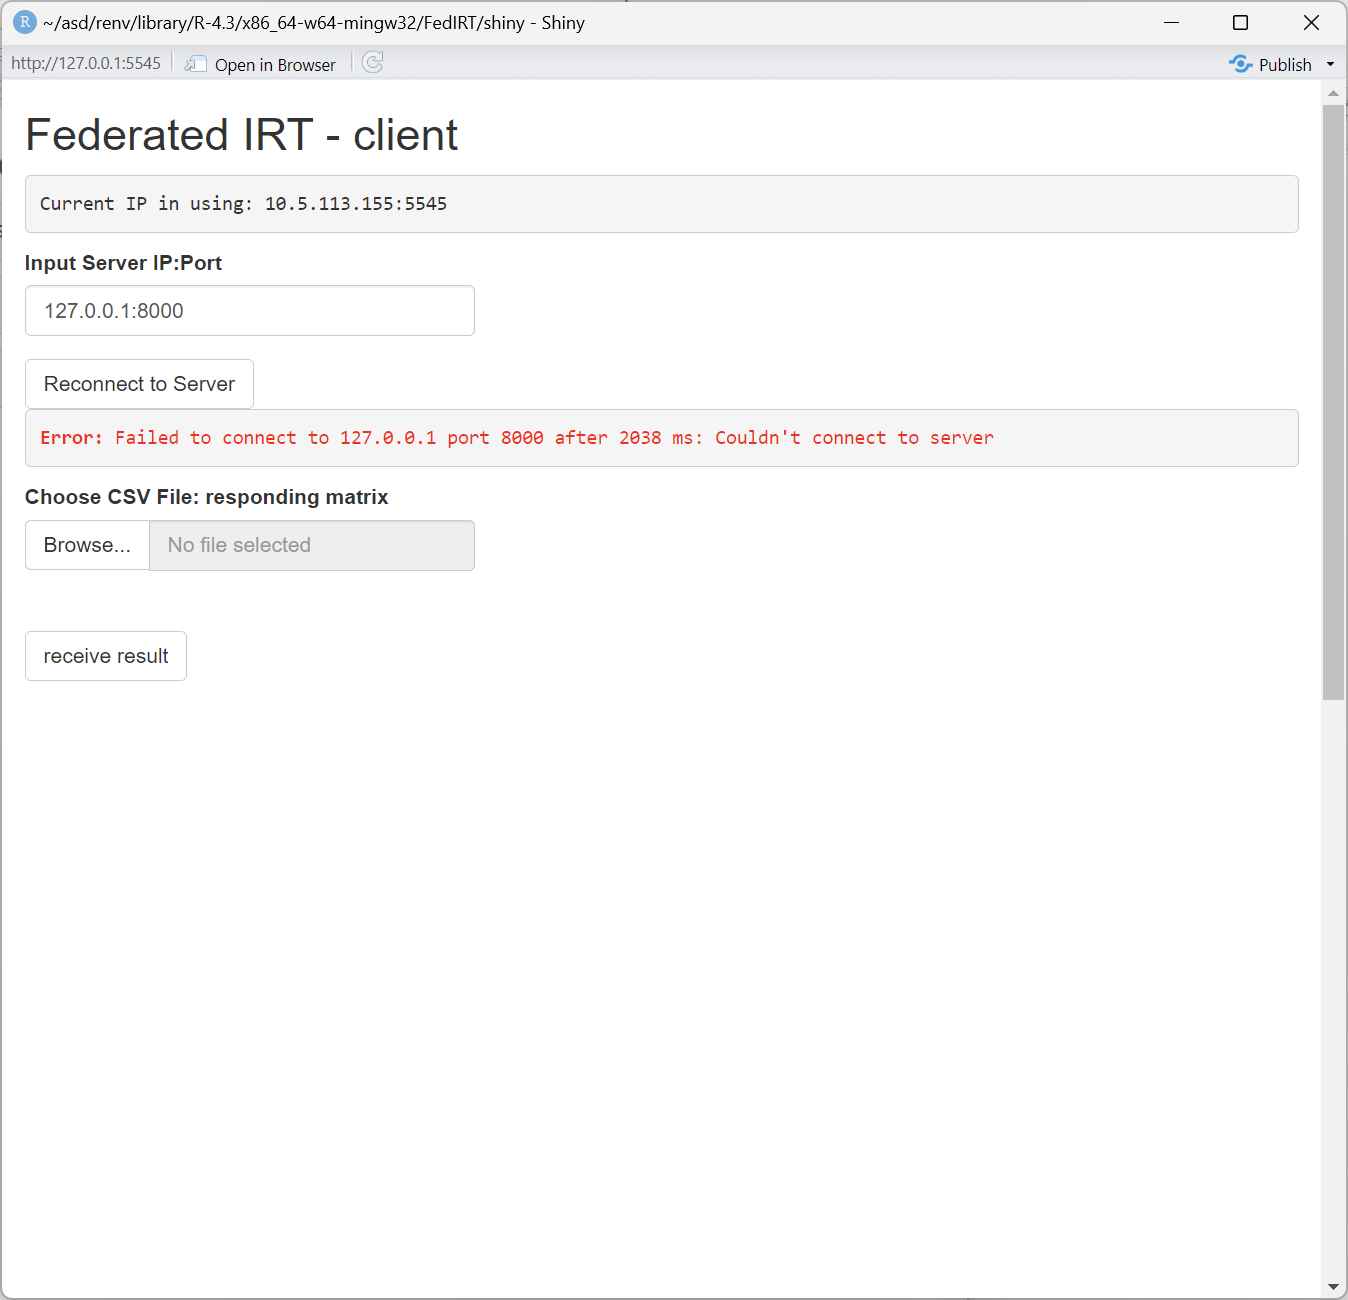 R ~/asd/renv/library/R-4.3/x86_64-w64-mingw32/FedIRT/shiny - Shiny
http://127.0.0.1:5545 Open in Browser Publish
Federated IRT - client
Current IP in using: 10.5.113.155:5545
Input Server IP:Port
127.0.0.1:8000
Reconnect to Server
Error: Failed to connect to 127.0.0.1 port 8000 after 2038 ms: Couldn't connect to server
Choose CSV File: responding matrix
Browse... No file selected
receive result